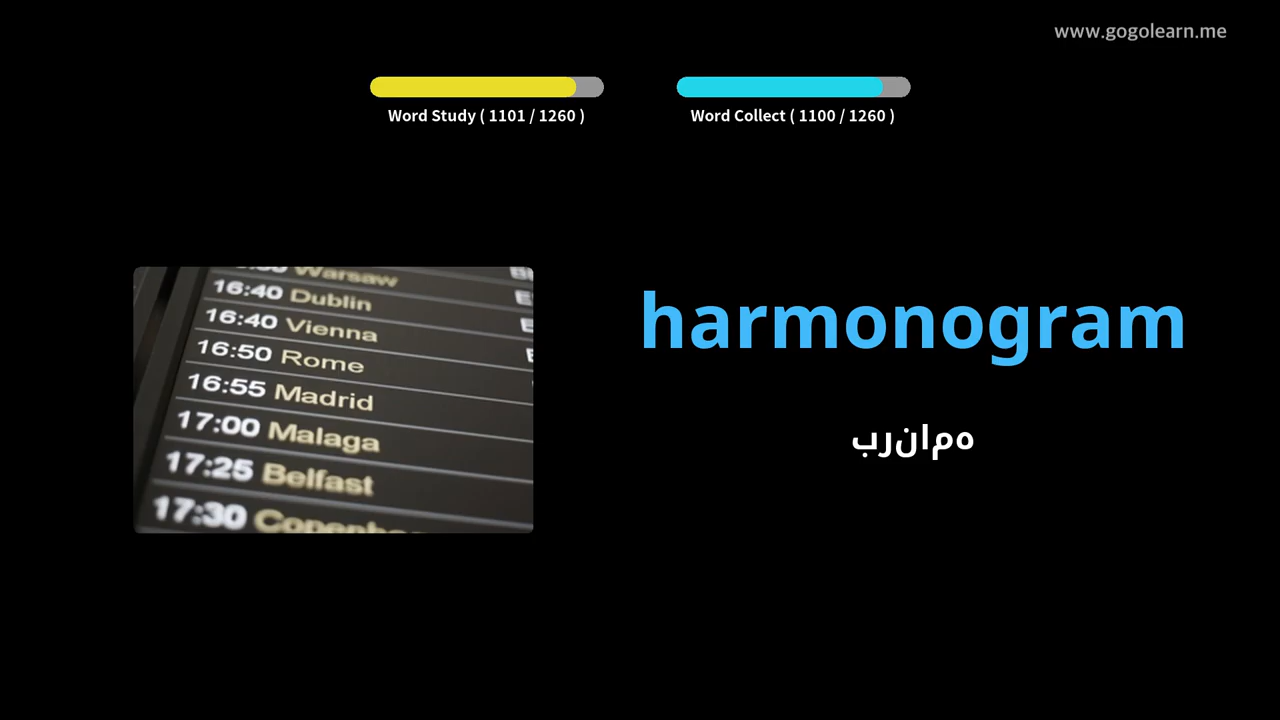 www.gogolearn.me
Word Study ( 1101 / 1260 )
Word Collect ( 1100 / 1260 )
Warsaw
16:40 Dublin
16:40 Vienna
16:50 Rome
16:55 Madrid
17:00 Malaga
17:25 Belfast
17:30
harmonogram
برنامه